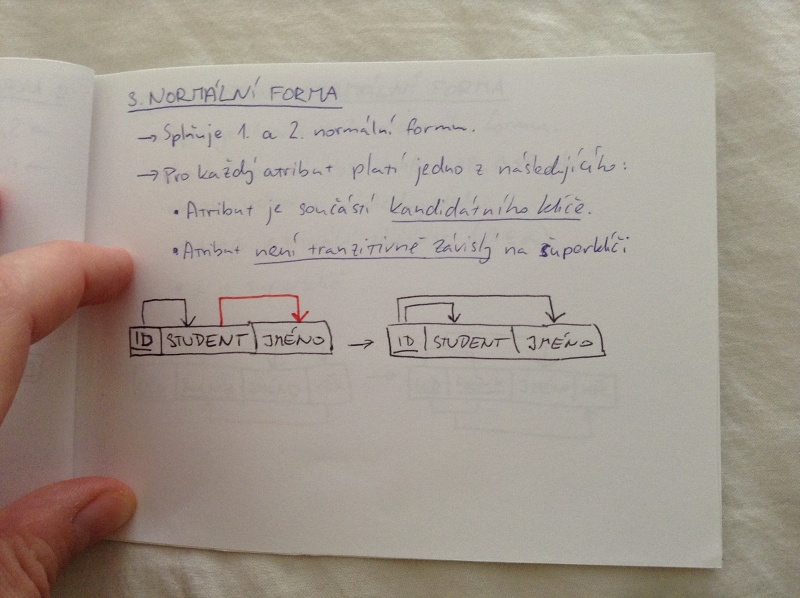 3. NORMÁLNÍ FORMA
→ Splňuje 1. a 2. normální formu.
→ Pro každý atribut platí jedno z následujícího:
• Atribut je součástí kandidátního klíče.
• Atribut není tranzitivně závislý na superklíči
ID STUDENT JMÉNO → ID STUDENT JMÉNO